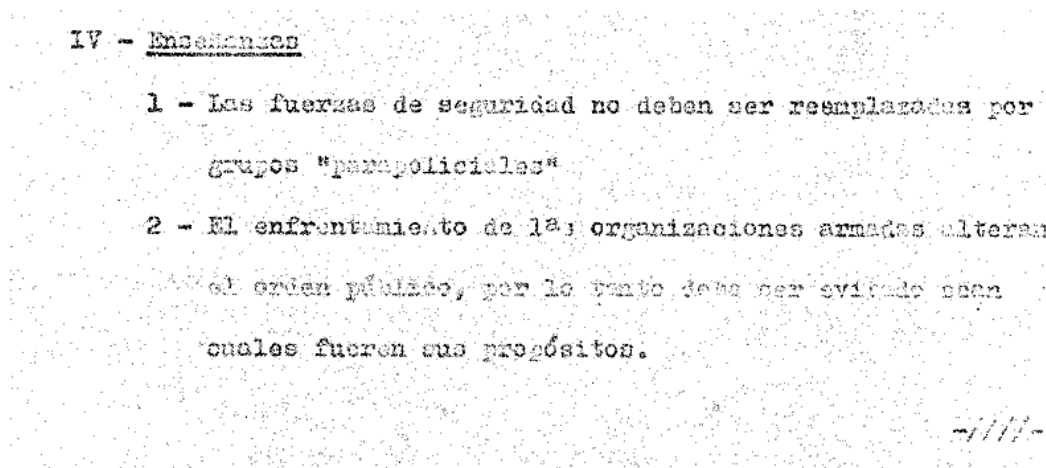 IV - Enseñanzas
1 - Las fuerzas de seguridad no deben ser reemplazadas por
grupos "parapoliciales"
2 - El enfrentamiento de las organizaciones armadas alteran
el orden público, por lo tanto debe ser evitado sean
cuales fueren sus propósitos.
-////-